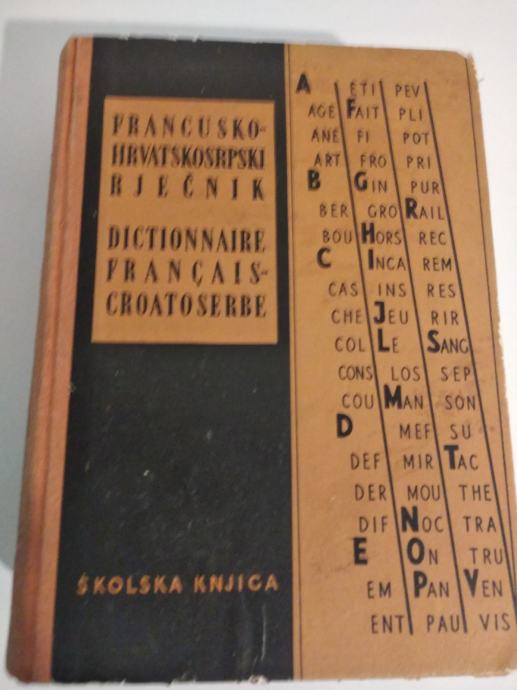 FRANCUSKO-
HRVATSKOSRPSKI
RJEČNIK
DICTIONNAIRE
FRANÇAIS-
CROATOSERBE
ŠKOLSKA KNJIGA
A ETI PEV
AGE FAIT PLI
ANE FI POT
ART FRO PRI
B GIN PUR
BER GRO RAIL
BOU HORS REC
C INCA REM
CAS INS RES
CHE JEU RIR
COL LE SANG
CONS LOS SEP
COU MAN SON
D MEF SU
DEF MIR TAC
DER MOU THE
DIF NOC TRA
E ON TRU
EM PAN VEN
ENT PAU VIS